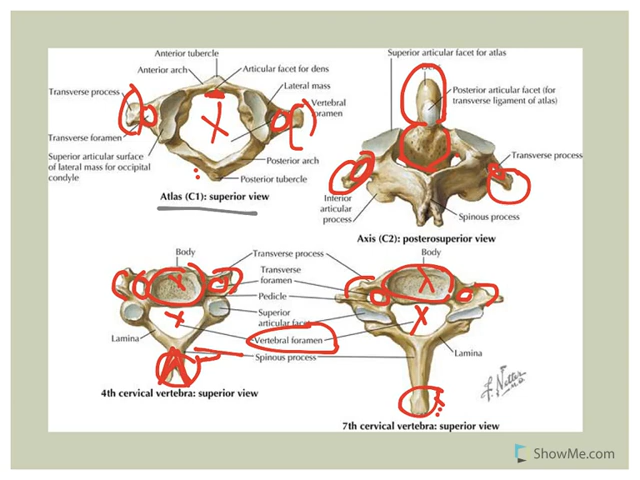 Anterior tubercle
Anterior arch
Articular facet for dens
Transverse process
Lateral mass
Vertebral
foramen
Transverse foramen
Superior articular surface
of lateral mass for occipital
condyle
Posterior arch
Posterior tubercle
Atlas (C1): superior view
Superior articular facet for atlas
Posterior articular facet (for
transverse ligament of atlas)
Transverse process
Inferior
articular
process
Spinous process
Axis (C2): posterosuperior view
Body
Transverse process
Transverse
foramen
Pedicle
Superior
articular facet
Vertebral foramen
Lamina
Spinous process
4th cervical vertebra: superior view
Body
Lamina
7th cervical vertebra: superior view
F. Netter
M.D.
ShowMe.com